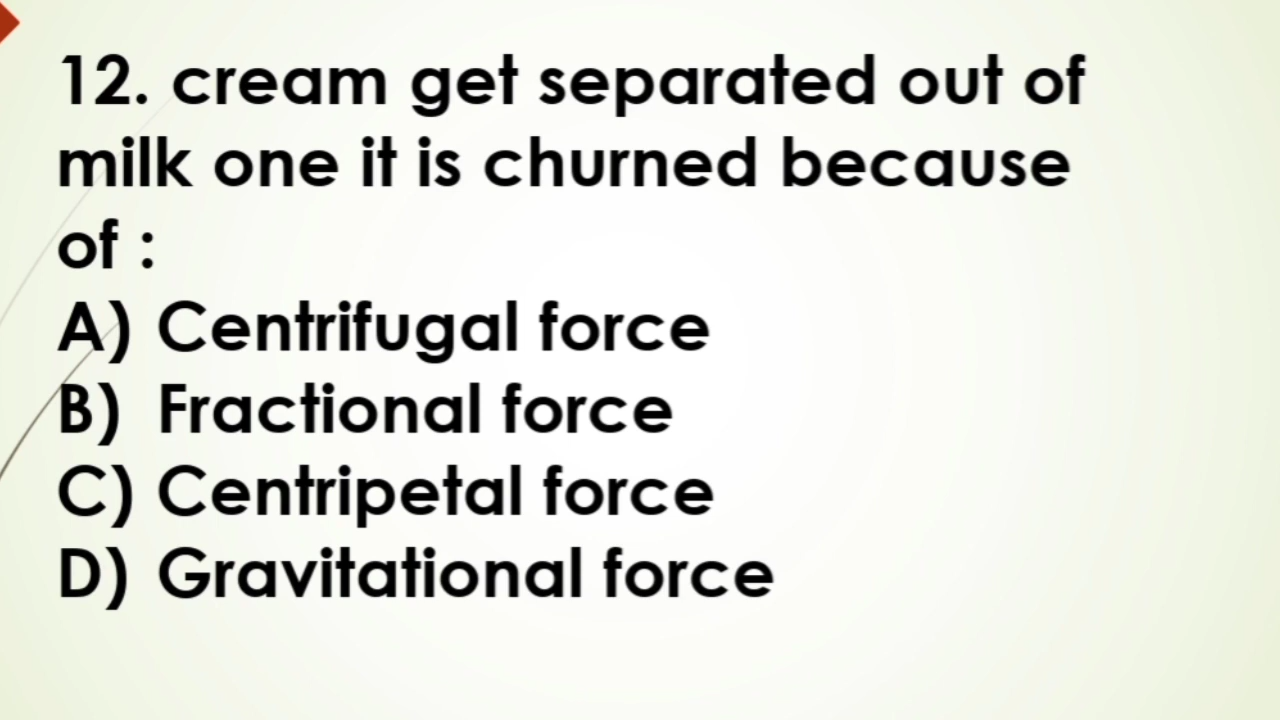 12. cream get separated out of
milk one it is churned because
of :
A) Centrifugal force
B) Fractional force
C) Centripetal force
D) Gravitational force